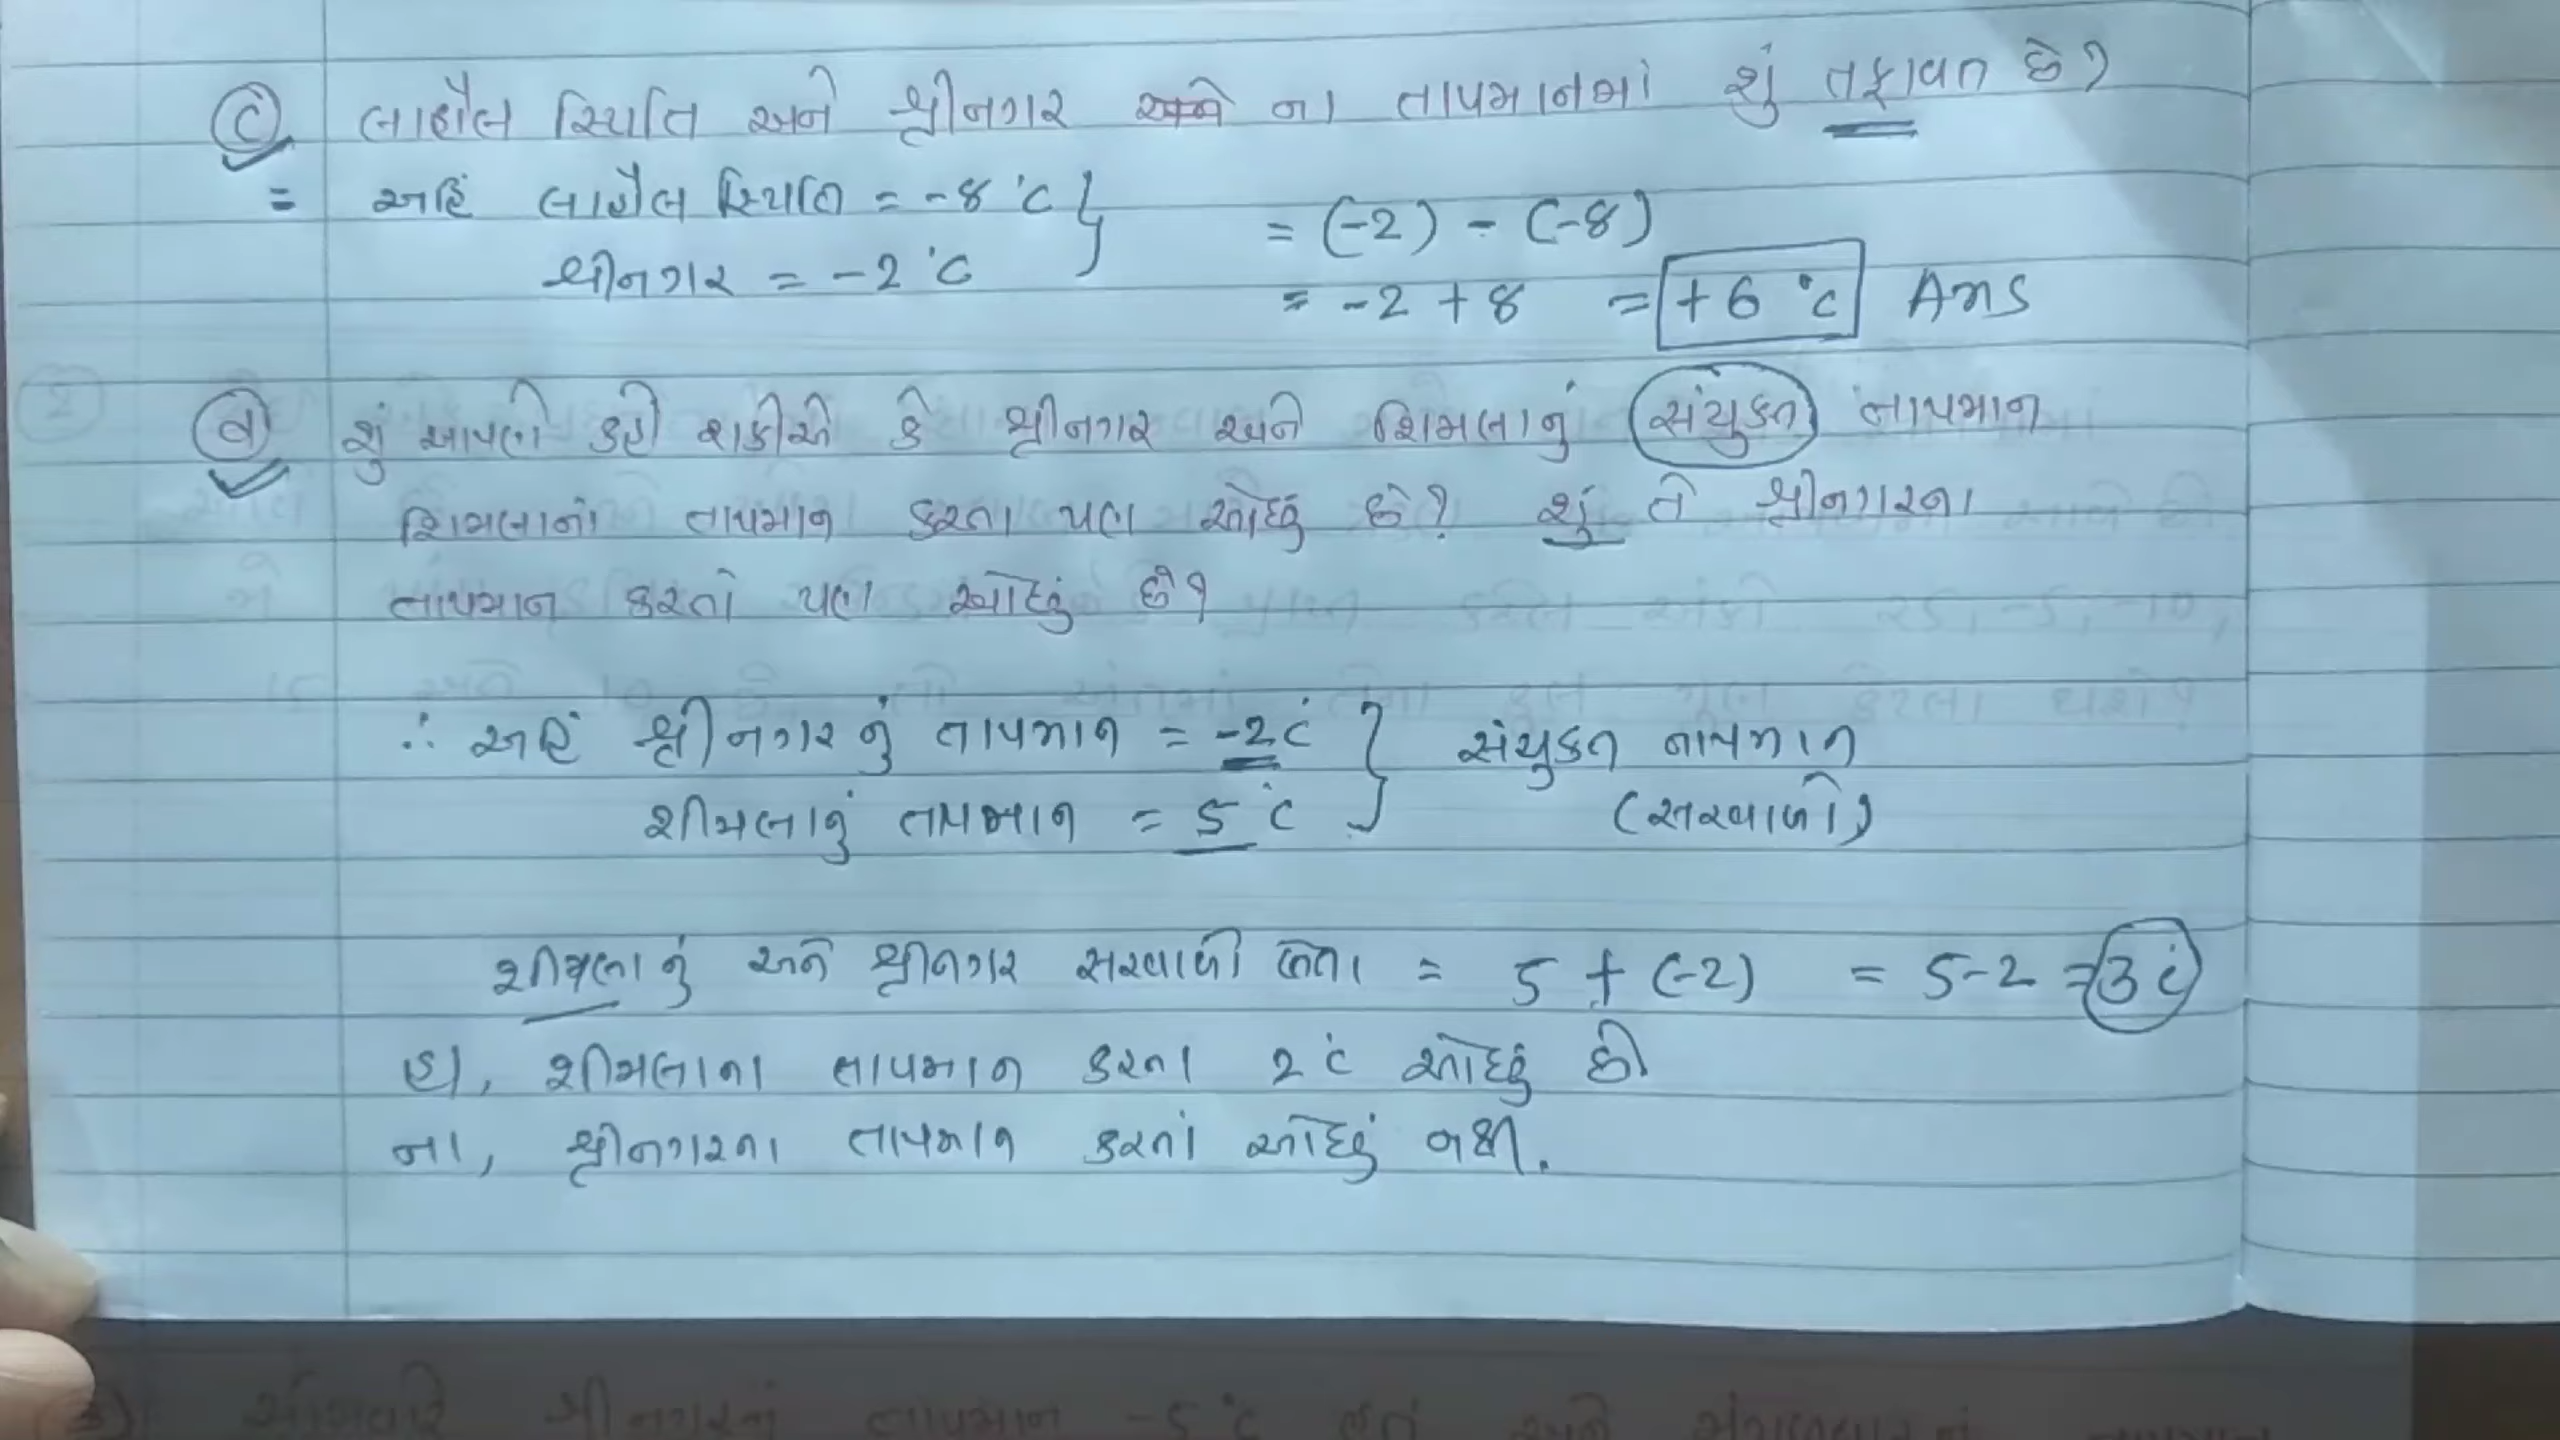 (c) લાહૌલ સ્પિતિ અને શ્રીનગર ના તાપમાનમાં શું તફાવત છે?
= અહિં લાહૌલ સ્પિતિ = -8°C } = (-2) - (-8)
શ્રીનગર = -2°C = -2 + 8 = +6°C Ans
(d) શું આપણે કહી શકીએ કે શ્રીનગર અને શિમલાનું સંયુકત તાપમાન
શિમલાનાં તાપમાન કરતા પણ ઓછું છે? શું તે શ્રીનગરના
તાપમાન કરતાં પણ ઓછું છે?
∴ અહિં શ્રીનગરનું તાપમાન = -2°C } સંયુકત તાપમાન
શીમલાનું તાપમાન = 5°C (સરવાળો)
શીમલાનું અને શ્રીનગર સરવાળો લેતા = 5 + (-2) = 5-2 = 3°C
હા, શીમલાના તાપમાન કરતા 2°C ઓછું છે
ના, શ્રીનગરના તાપમાન કરતાં ઓછું નથી.